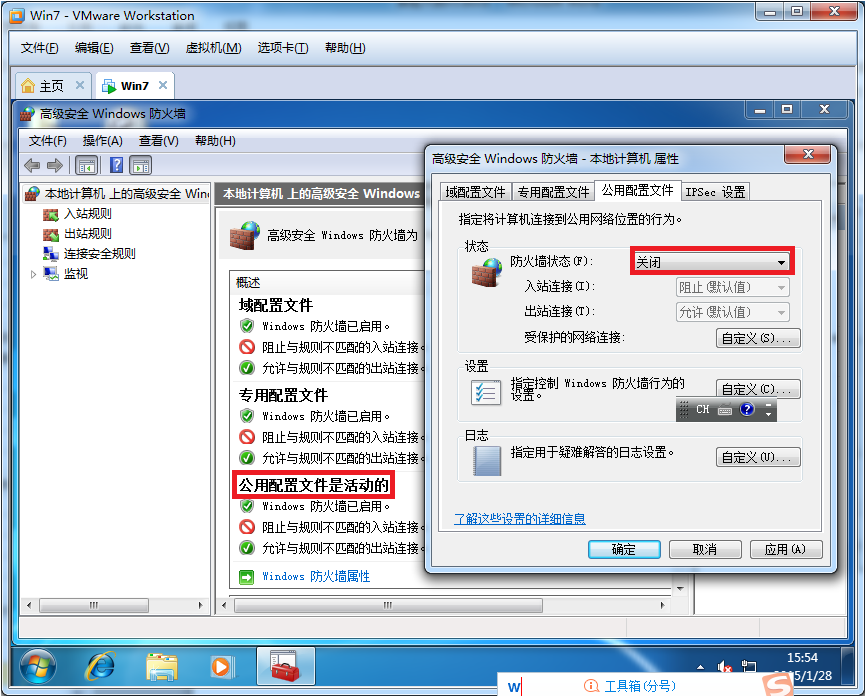 Win7 - VMware Workstation
文件(F) 编辑(E) 查看(V) 虚拟机(M) 选项卡(T) 帮助(H)
主页 Win7
高级安全 Windows 防火墙
文件(F) 操作(A) 查看(V) 帮助(H)
本地计算机 上的高级安全 Win
入站规则
出站规则
连接安全规则
监视
本地计算机 上的高级安全 Windows
高级安全 Windows 防火墙为
概述
域配置文件
Windows 防火墙已启用。
阻止与规则不匹配的入站连接。
允许与规则不匹配的出站连接。
专用配置文件
Windows 防火墙已启用。
阻止与规则不匹配的入站连接。
允许与规则不匹配的出站连接。
公用配置文件是活动的
Windows 防火墙已启用。
阻止与规则不匹配的入站连接。
允许与规则不匹配的出站连接。
Windows 防火墙属性
高级安全 Windows 防火墙 - 本地计算机 属性
域配置文件 专用配置文件 公用配置文件 IPSec 设置
指定将计算机连接到公用网络位置的行为。
状态
防火墙状态(F): 关闭
入站连接(I): 阻止(默认值)
出站连接(T): 允许(默认值)
受保护的网络连接: 自定义(S)...
设置
指定控制 Windows 防火墙行为的
设置。
自定义(C)...
CH
日志
指定用于疑难解答的日志设置。 自定义(U)...
了解这些设置的详细信息
确定 取消 应用(A)
15:54
5/1/28
w
工具箱(分号)